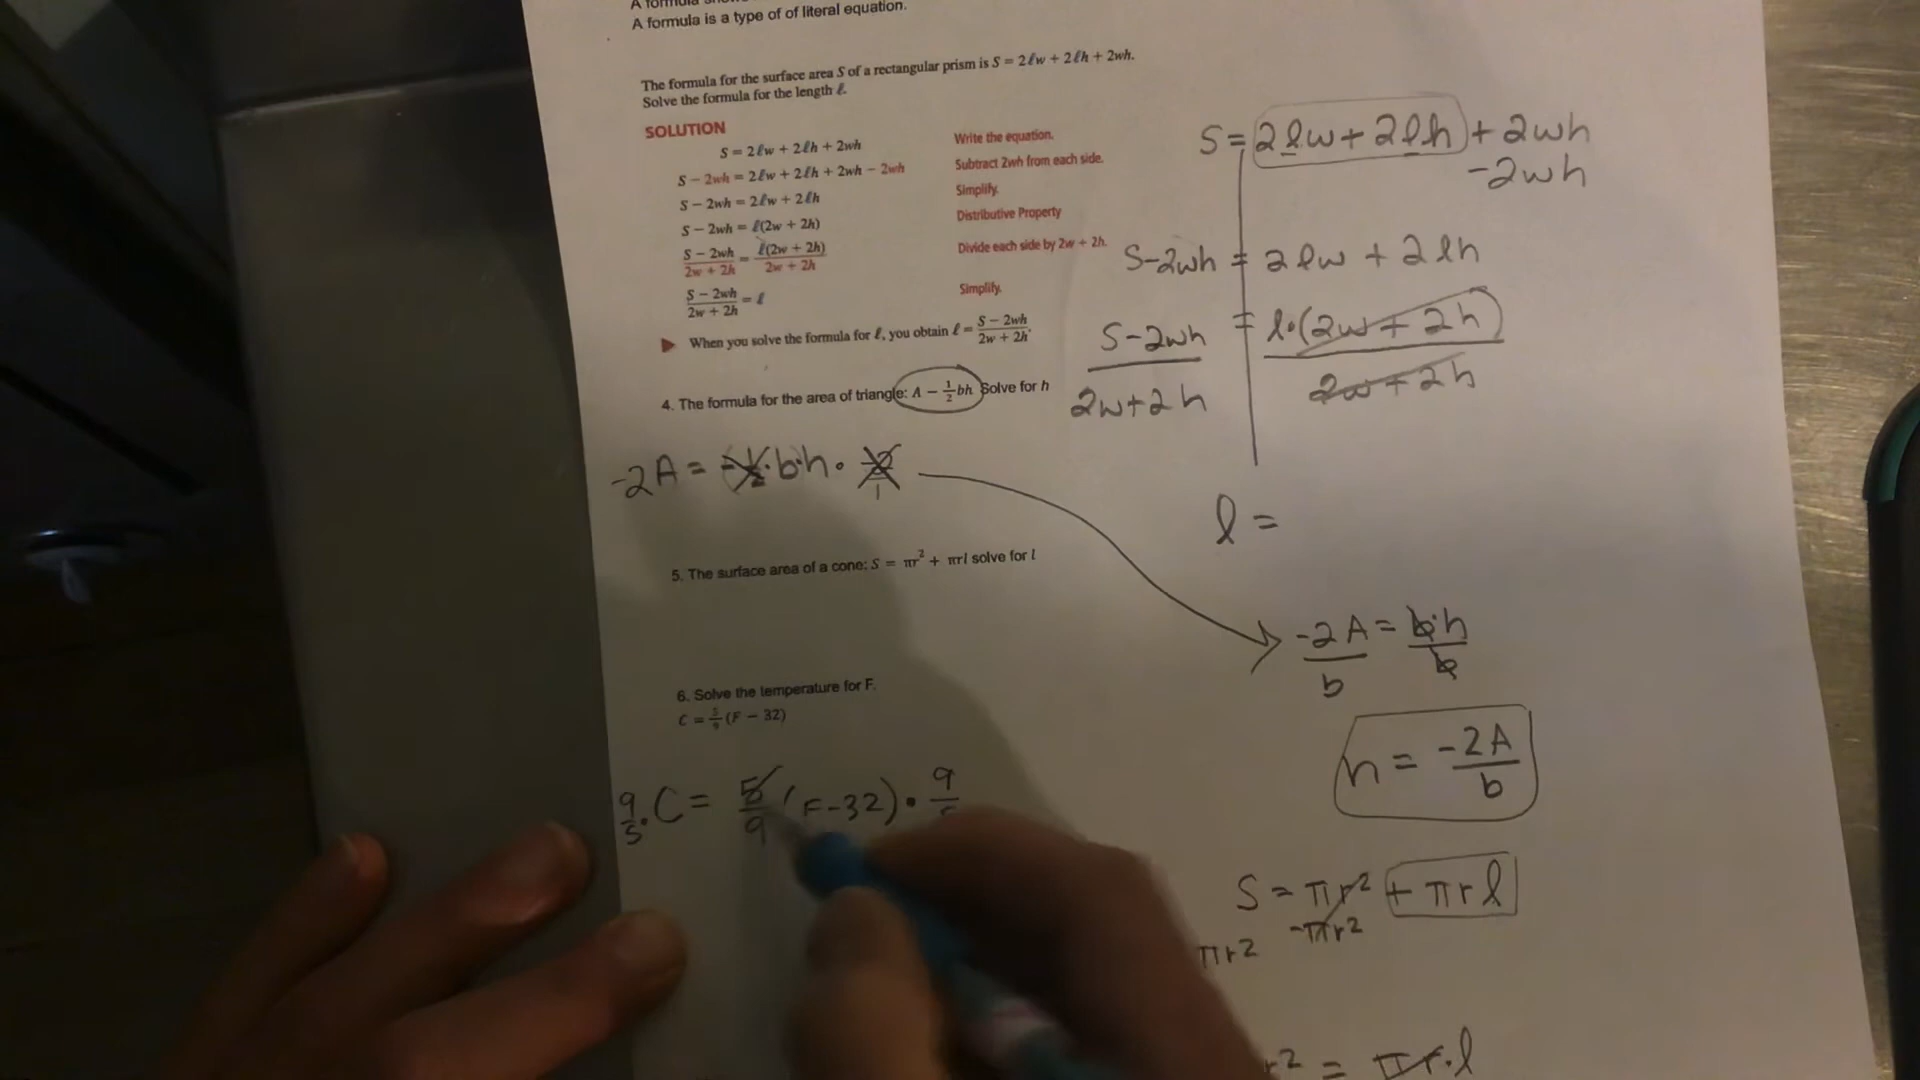 A formula
A formula is a type of of literal equation.
The formula for the surface area S of a rectangular prism is S = 2ℓw + 2ℓh + 2wh.
Solve the formula for the length ℓ.
SOLUTION
S = 2ℓw + 2ℓh + 2wh Write the equation.
S − 2wh = 2ℓw + 2ℓh + 2wh − 2wh Subtract 2wh from each side.
S − 2wh = 2ℓw + 2ℓh Simplify.
S − 2wh = ℓ(2w + 2h) Distributive Property
(S − 2wh)/(2w + 2h) = ℓ(2w + 2h)/(2w + 2h) Divide each side by 2w + 2h.
(S − 2wh)/(2w + 2h) = ℓ Simplify.
When you solve the formula for ℓ, you obtain ℓ = (S − 2wh)/(2w + 2h).
4. The formula for the area of triangle: A − 1/2 bh Solve for h
-2A = -1/2 · b·h · -2/1
5. The surface area of a cone: S = πr² + πrl solve for l
6. Solve the temperature for F.
C = 5/9 (F − 32)
9/5 · C = 5/9 (F-32) · 9
S = 2ℓw + 2ℓh + 2wh
-2wh
S-2wh = 2ℓw + 2ℓh
S-2wh = ℓ·(2w + 2h)
2w+2h 2w+2h
ℓ =
-2A = b·h
b b
h = -2A/b
S = πr² + πrℓ
πr² -πr²
r² = πr·ℓ